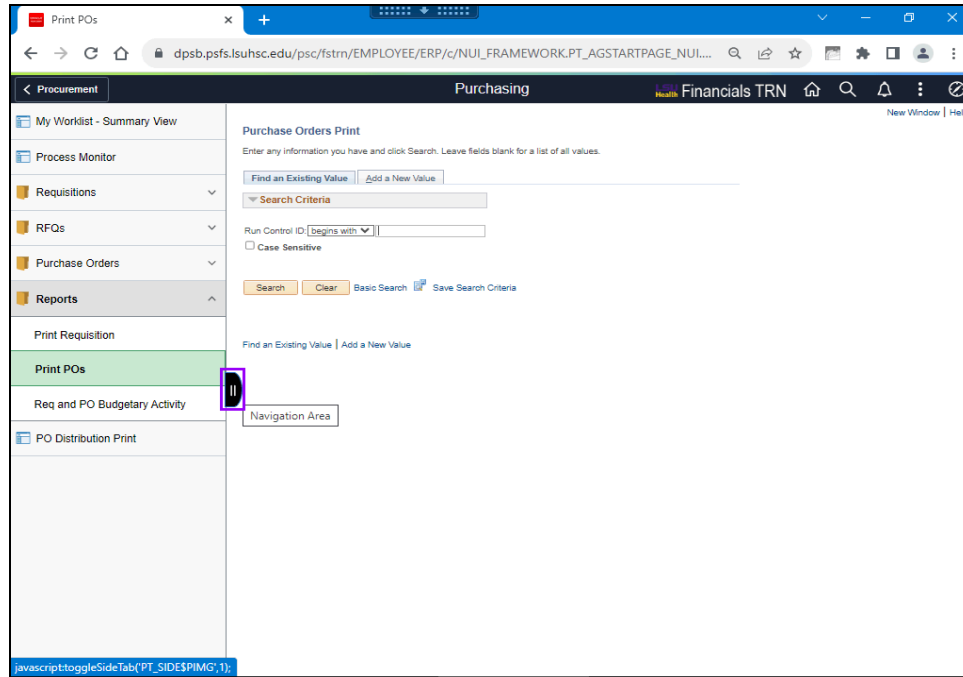 Print POs
dpsb.psfs.lsuhsc.edu/psc/fstrn/EMPLOYEE/ERP/c/NUI_FRAMEWORK.PT_AGSTARTPAGE_NUI....
Procurement
Purchasing
Health Financials TRN
New Window | Hel
My Worklist - Summary View
Process Monitor
Requisitions
RFQs
Purchase Orders
Reports
Print Requisition
Print POs
Req and PO Budgetary Activity
PO Distribution Print
Purchase Orders Print
Enter any information you have and click Search. Leave fields blank for a list of all values.
Find an Existing Value Add a New Value
Search Criteria
Run Control ID: begins with
Case Sensitive
Search Clear Basic Search Save Search Criteria
Find an Existing Value | Add a New Value
Navigation Area
javascript:toggleSideTab('PT_SIDE$PIMG',1);